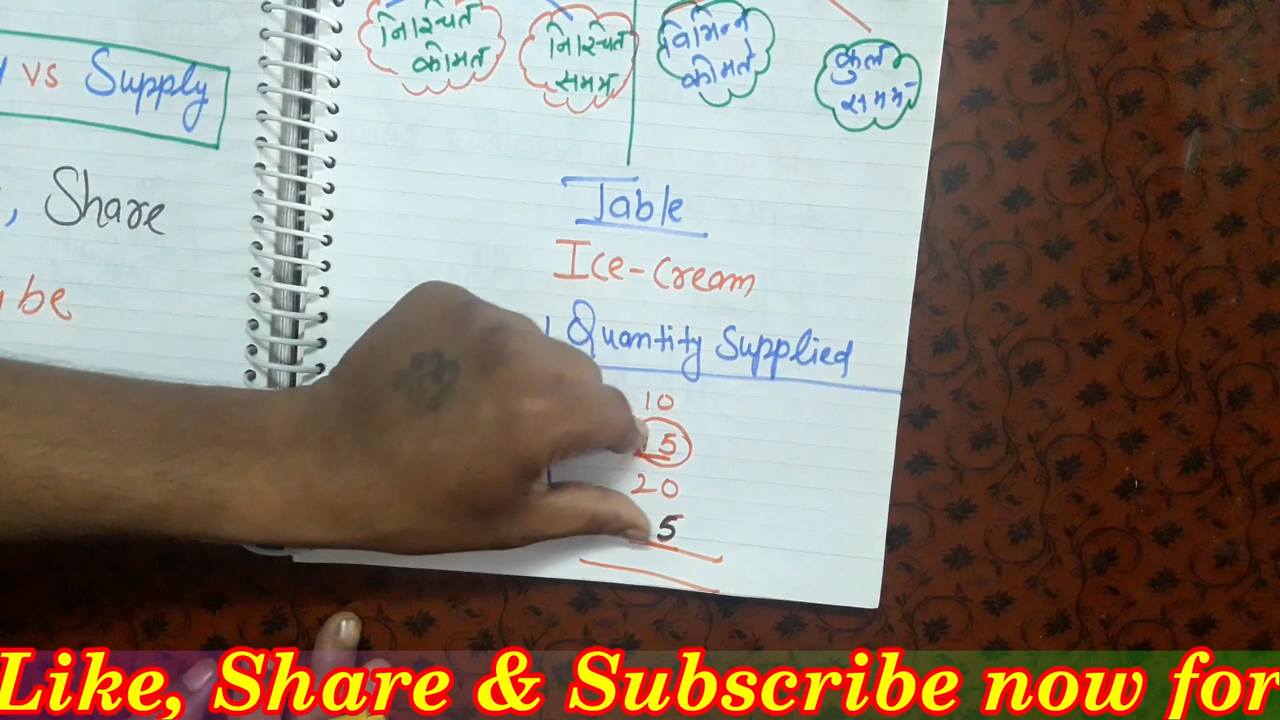 vs Supply
, Share
निश्चित कीमत
निश्चित समय
विभिन्न कीमतें
समय
Table
Ice-Cream
Quantity Supplied
10
15
20
5
Like, Share & Subscribe now for